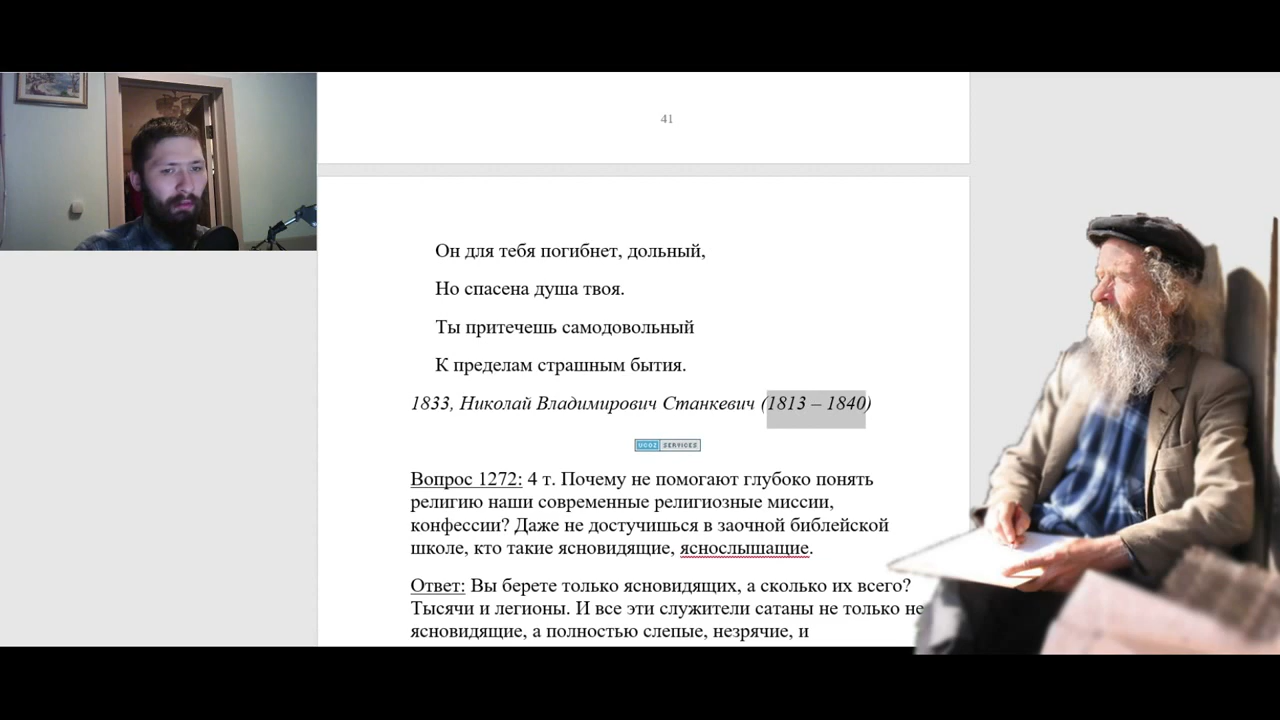 41
Он для тебя погибнет, дольный,
Но спасена душа твоя.
Ты притечешь самодовольный
К пределам страшным бытия.
1833, Николай Владимирович Станкевич (1813 – 1840)
UCOZ SERVICES
Вопрос 1272: 4 т. Почему не помогают глубоко понять
религию наши современные религиозные миссии,
конфессии? Даже не достучишься в заочной библейской
школе, кто такие ясновидящие, яснослышащие.
Ответ: Вы берете только ясновидящих, а сколько их всего?
Тысячи и легионы. И все эти служители сатаны не только не
ясновидящие, а полностью слепые, незрячие, и